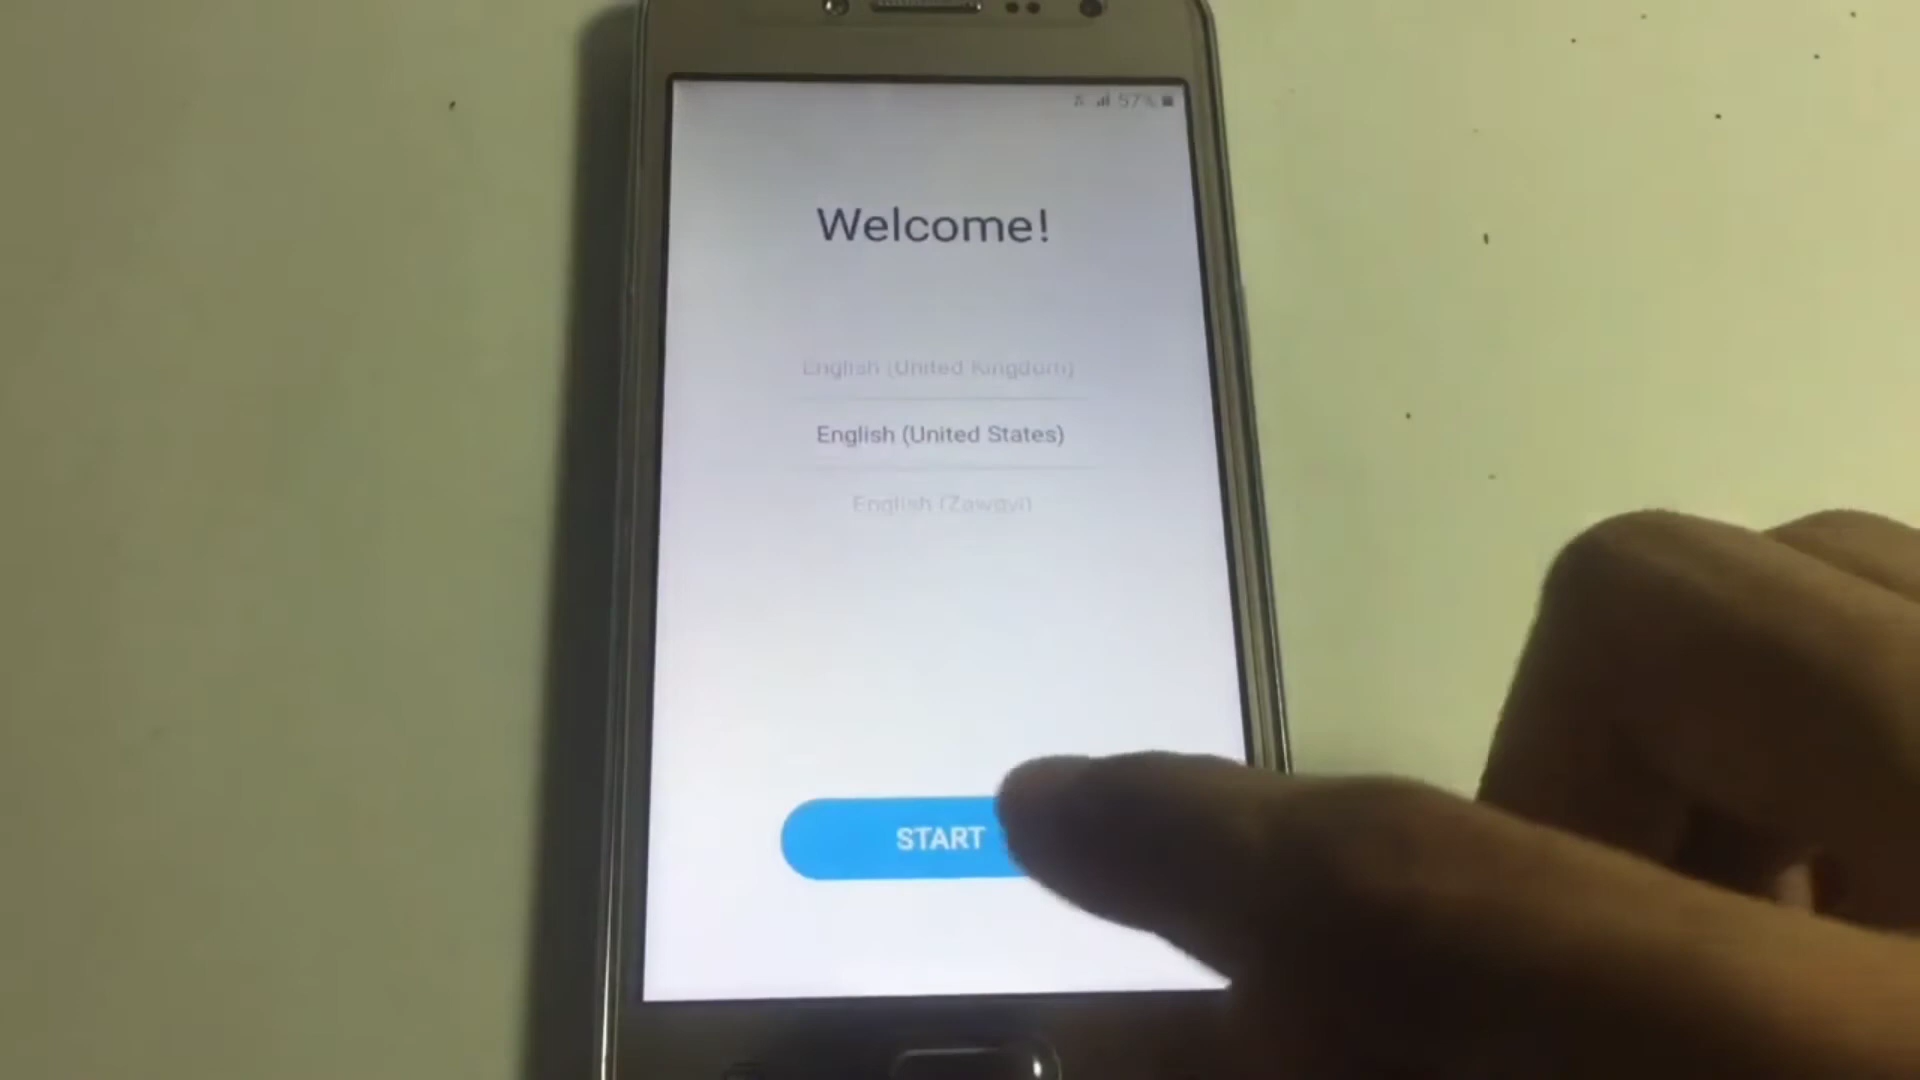 57%
Welcome!
English (United Kingdom)
English (United States)
English (Zawgyi)
START